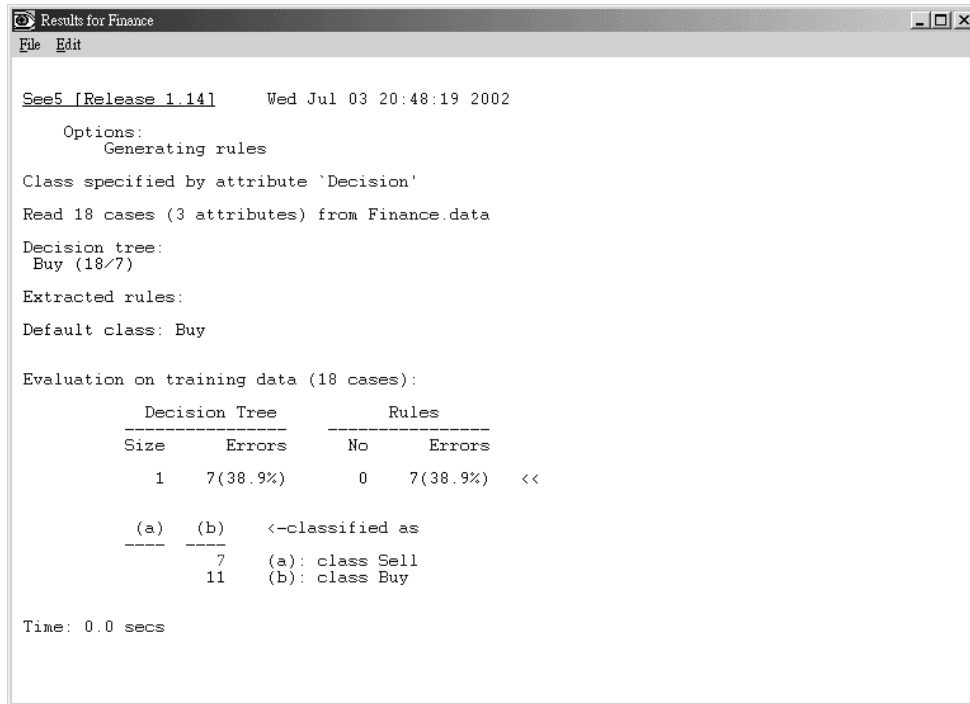 Results for Finance
File Edit
See5 [Release 1.14] Wed Jul 03 20:48:19 2002
Options:
Generating rules
Class specified by attribute `Decision'
Read 18 cases (3 attributes) from Finance.data
Decision tree:
Buy (18/7)
Extracted rules:
Default class: Buy
Evaluation on training data (18 cases):
Decision Tree Rules
---------------- ----------------
Size Errors No Errors
1 7(38.9%) 0 7(38.9%) <<
(a) (b) <-classified as
---- ----
7 (a): class Sell
11 (b): class Buy
Time: 0.0 secs